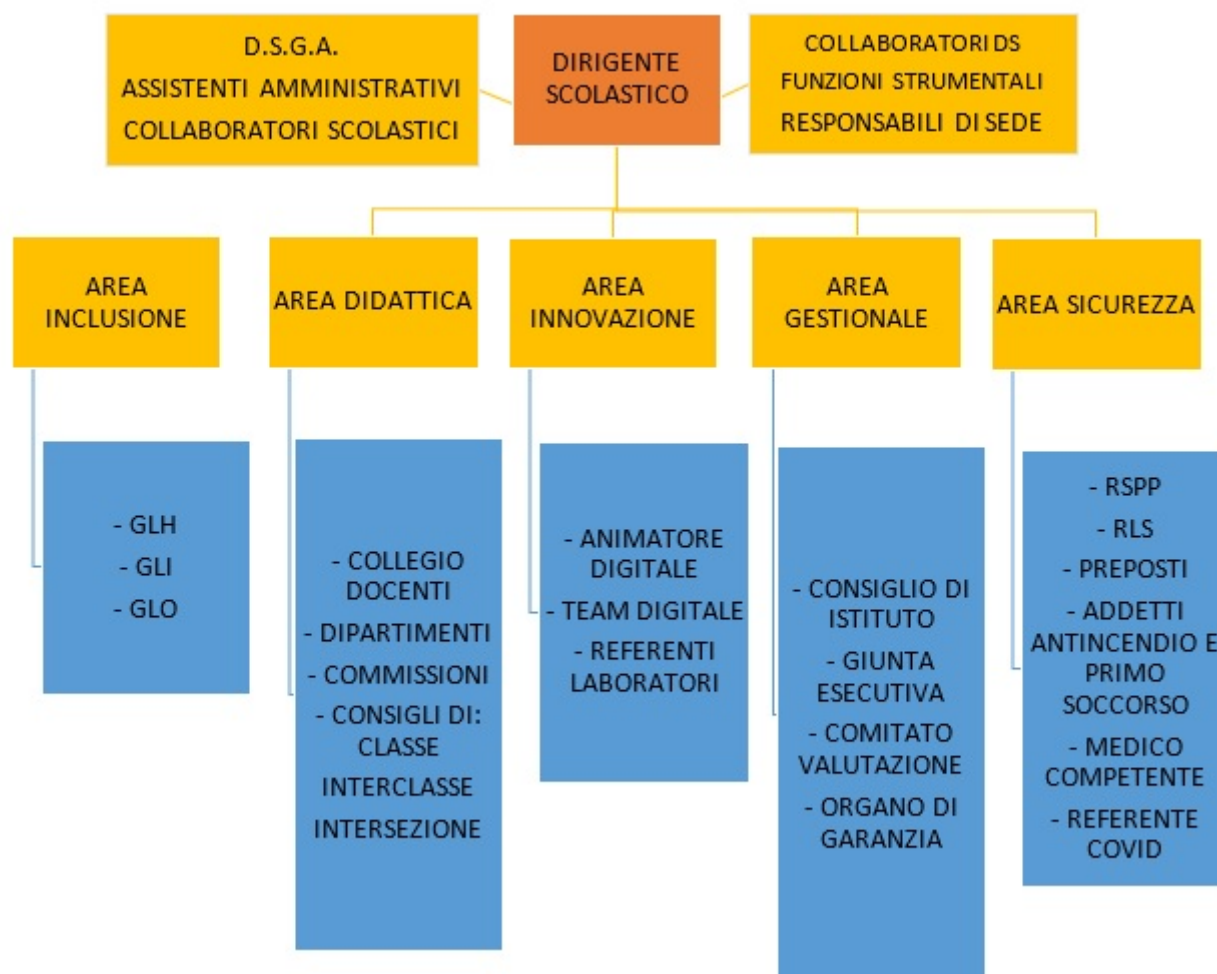 D.S.G.A.
ASSISTENTI AMMINISTRATIVI
COLLABORATORI SCOLASTICI
DIRIGENTE
SCOLASTICO
COLLABORATORI DS
FUNZIONI STRUMENTALI
RESPONSABILI DI SEDE
AREA
INCLUSIONE
AREA DIDATTICA
AREA
INNOVAZIONE
AREA
GESTIONALE
AREA SICUREZZA
- GLH
- GLI
- GLO
- COLLEGIO
DOCENTI
- DIPARTIMENTI
- COMMISSIONI
- CONSIGLI DI:
CLASSE
INTERCLASSE
INTERSEZIONE
- ANIMATORE
DIGITALE
- TEAM DIGITALE
- REFERENTI
LABORATORI
- CONSIGLIO DI
ISTITUTO
- GIUNTA
ESECUTIVA
- COMITATO
VALUTAZIONE
- ORGANO DI
GARANZIA
- RSPP
- RLS
- PREPOSTI
- ADDETTI
ANTINCENDIO E
PRIMO
SOCCORSO
- MEDICO
COMPETENTE
- REFERENTE
COVID